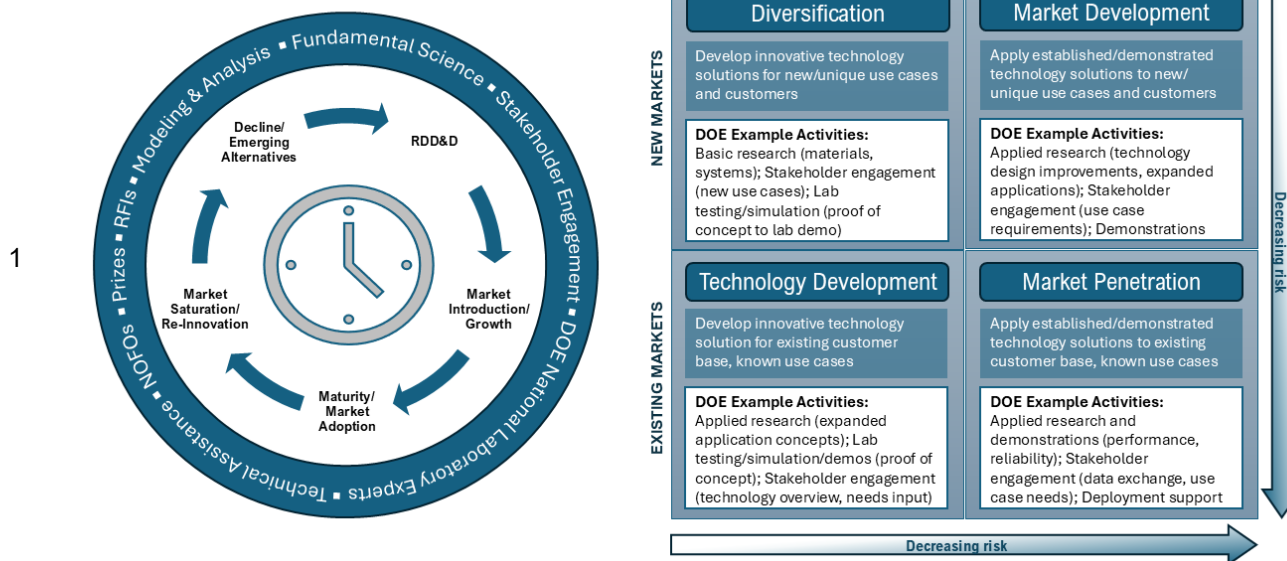 1
Fundamental Science ▪ Stakeholder Engagement ▪ DOE National Laboratory Experts ▪ Technical Assistance ▪ NOFOs ▪ Prizes ▪ RFIs ▪ Modeling & Analysis ▪
Decline/
Emerging
Alternatives
RDD&D
Market
Introduction/
Growth
Maturity/
Market
Adoption
Market
Saturation/
Re-Innovation
NEW MARKETS
Diversification
Develop innovative technology
solutions for new/unique use cases
and customers
DOE Example Activities:
Basic research (materials,
systems); Stakeholder engagement
(new use cases); Lab
testing/simulation (proof of
concept to lab demo)
Market Development
Apply established/demonstrated
technology solutions to new/
unique use cases and customers
DOE Example Activities:
Applied research (technology
design improvements, expanded
applications); Stakeholder
engagement (use case
requirements); Demonstrations
EXISTING MARKETS
Technology Development
Develop innovative technology
solution for existing customer
base, known use cases
DOE Example Activities:
Applied research (expanded
application concepts); Lab
testing/simulation/demos (proof of
concept); Stakeholder engagement
(technology overview, needs input)
Market Penetration
Apply established/demonstrated
technology solutions to existing
customer base, known use cases
DOE Example Activities:
Applied research and
demonstrations (performance,
reliability); Stakeholder
engagement (data exchange, use
case needs); Deployment support
Decreasing risk
Decreasing risk